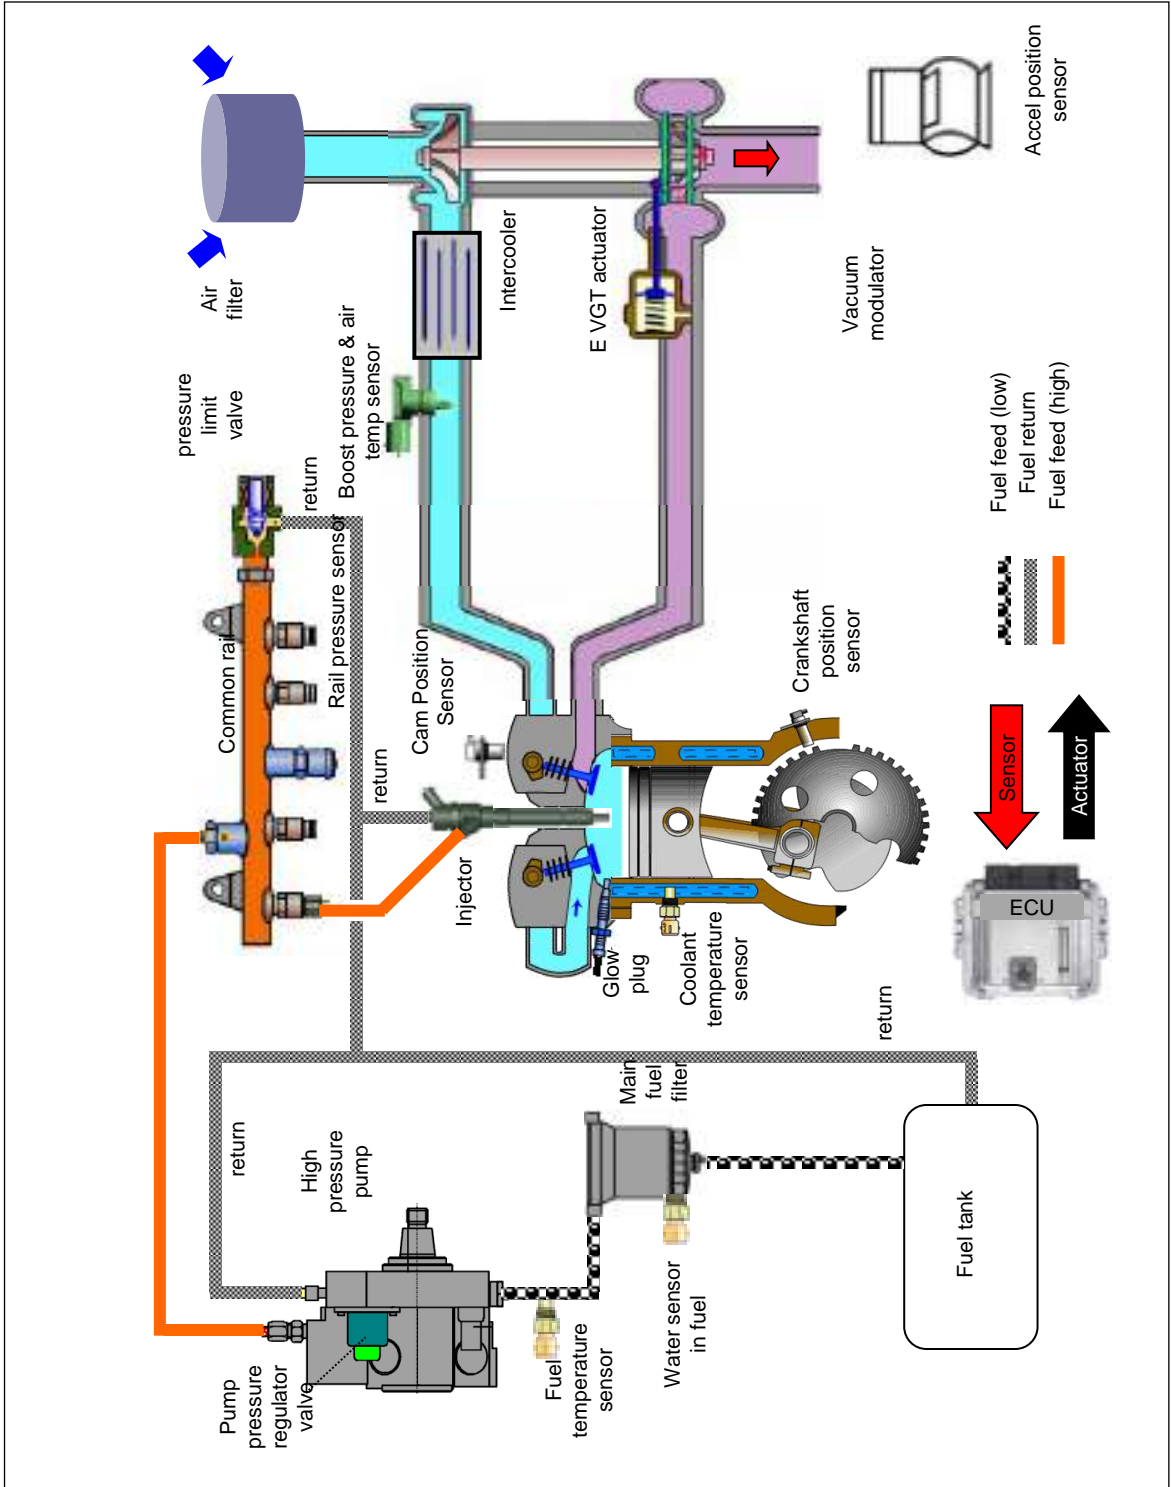 Air
filter
pressure
limit
valve
return
Boost pressure & air
temp sensor
Intercooler
E VGT actuator
Vacuum
modulator
Accel position
sensor
Common rail
Rail pressure sensor
return
Cam Position
Sensor
Injector
Crankshaft
position
sensor
Fuel feed (low)
Fuel return
Fuel feed (high)
Sensor
Actuator
ECU
Glow
plug
Coolant
temperature
sensor
return
return
High
pressure
pump
Main
fuel
filter
Pump
pressure
regulator
valve
Fuel
temperature
sensor
Water sensor
in fuel
Fuel tank